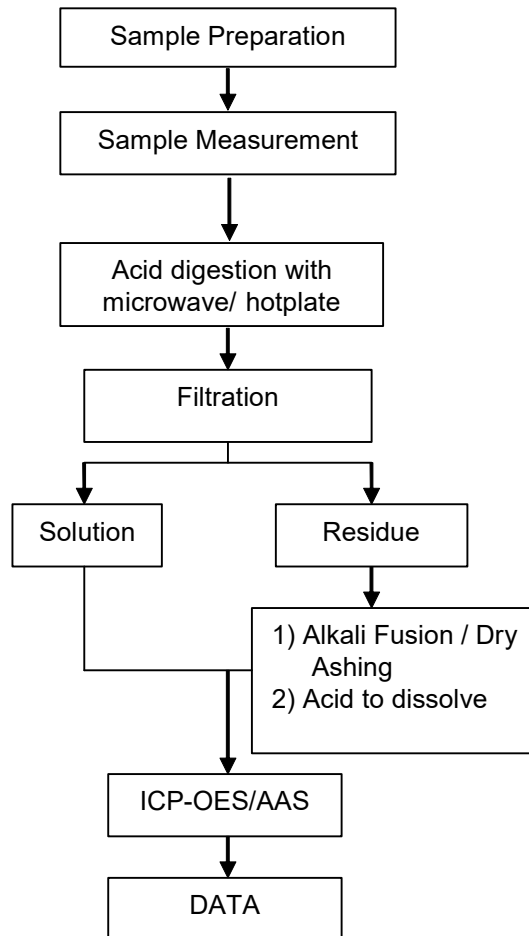 Sample Preparation
Sample Measurement
Acid digestion with
microwave/ hotplate
Filtration
Solution
Residue
1) Alkali Fusion / Dry
Ashing
2) Acid to dissolve
ICP-OES/AAS
DATA